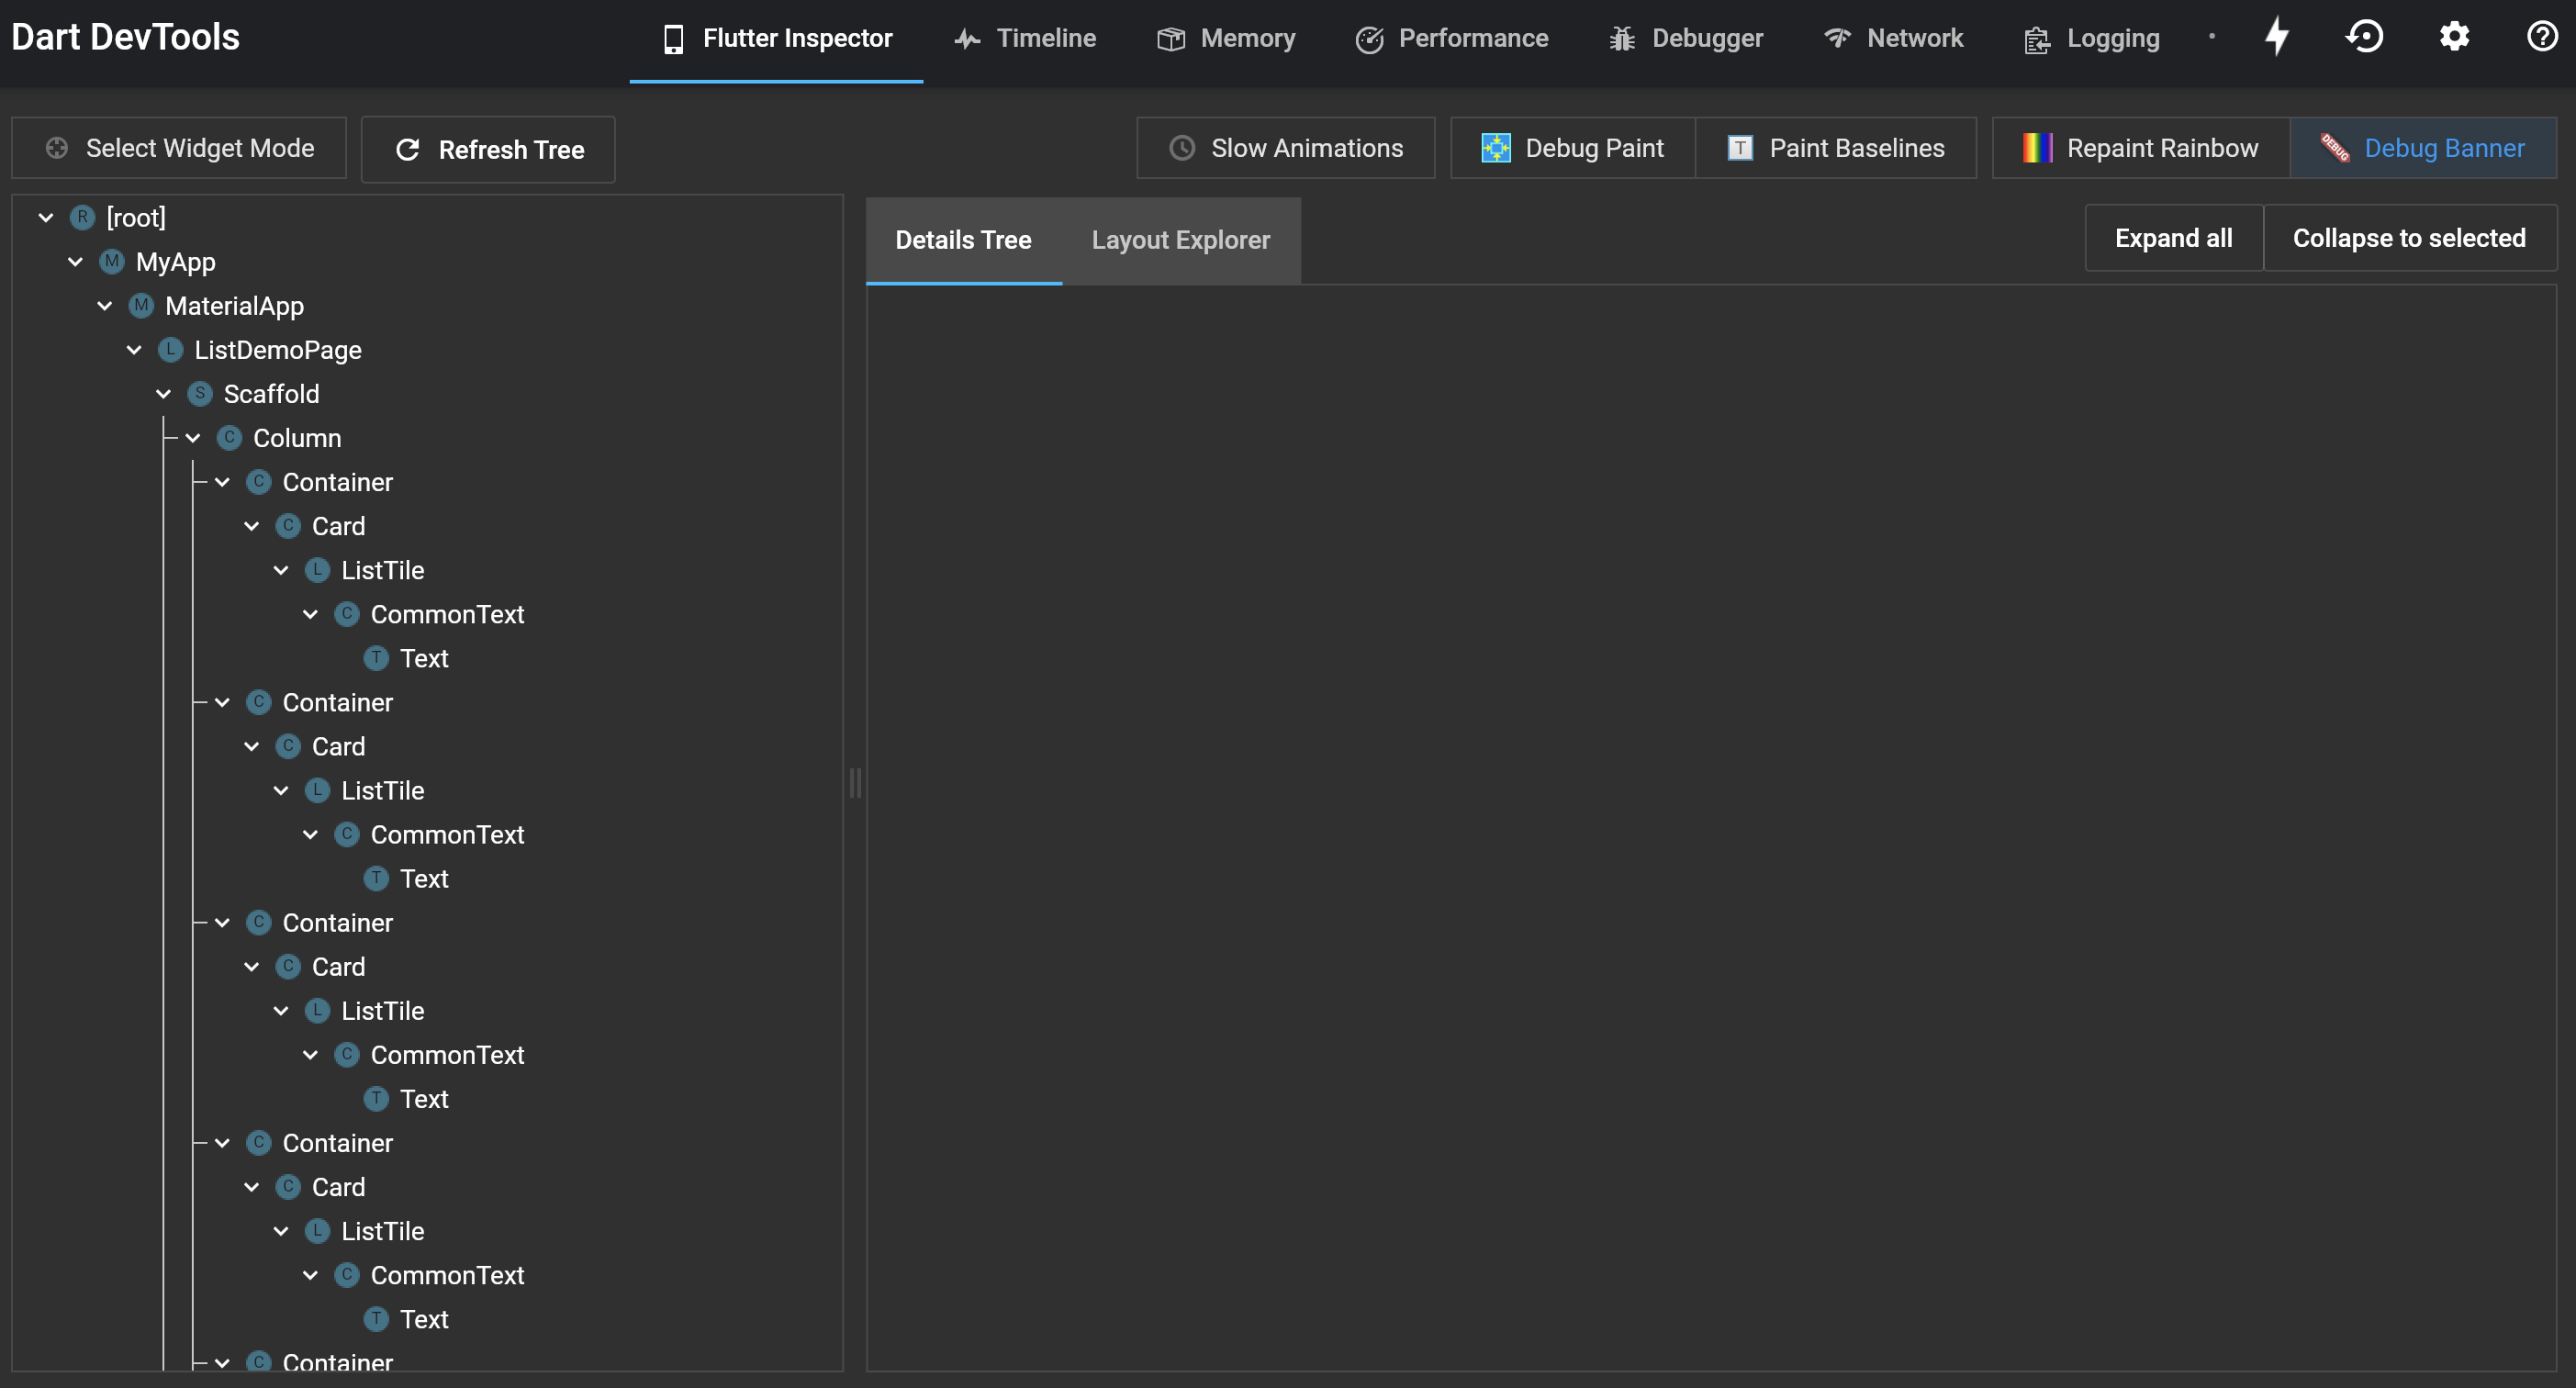 Dart DevTools Flutter Inspector Timeline Memory Performance Debugger Network Logging
Select Widget Mode Refresh Tree Slow Animations Debug Paint T Paint Baselines Repaint Rainbow DEBUG Debug Banner
Details Tree Layout Explorer Expand all Collapse to selected
R [root]
M MyApp
M MaterialApp
L ListDemoPage
S Scaffold
C Column
C Container
C Card
L ListTile
C CommonText
T Text
C Container
C Card
L ListTile
C CommonText
T Text
C Container
C Card
L ListTile
C CommonText
T Text
C Container
C Card
L ListTile
C CommonText
T Text
C Container